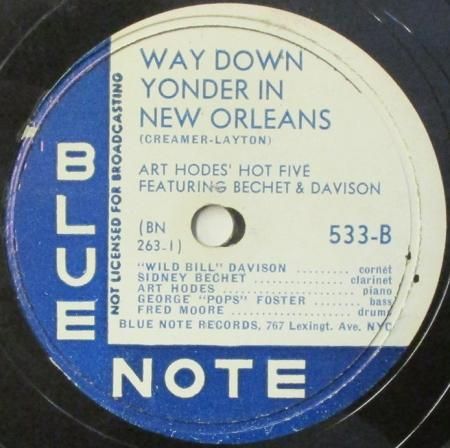 WAY DOWN
YONDER IN
NEW ORLEANS
(CREAMER-LAYTON)
ART HODES' HOT FIVE
FEATURING BECHET & DAVISON
(BN
263-1)
533-B
"WILD BILL" DAVISON ......... cornet
SIDNEY BECHET ............. clarinet
ART HODES ................. piano
GEORGE "POPS" FOSTER ........ bass
FRED MOORE ................ drums
BLUE NOTE RECORDS, 767 Lexingt. Ave. NYC
NOT LICENSED FOR BROADCASTING
BLUE
NOTE